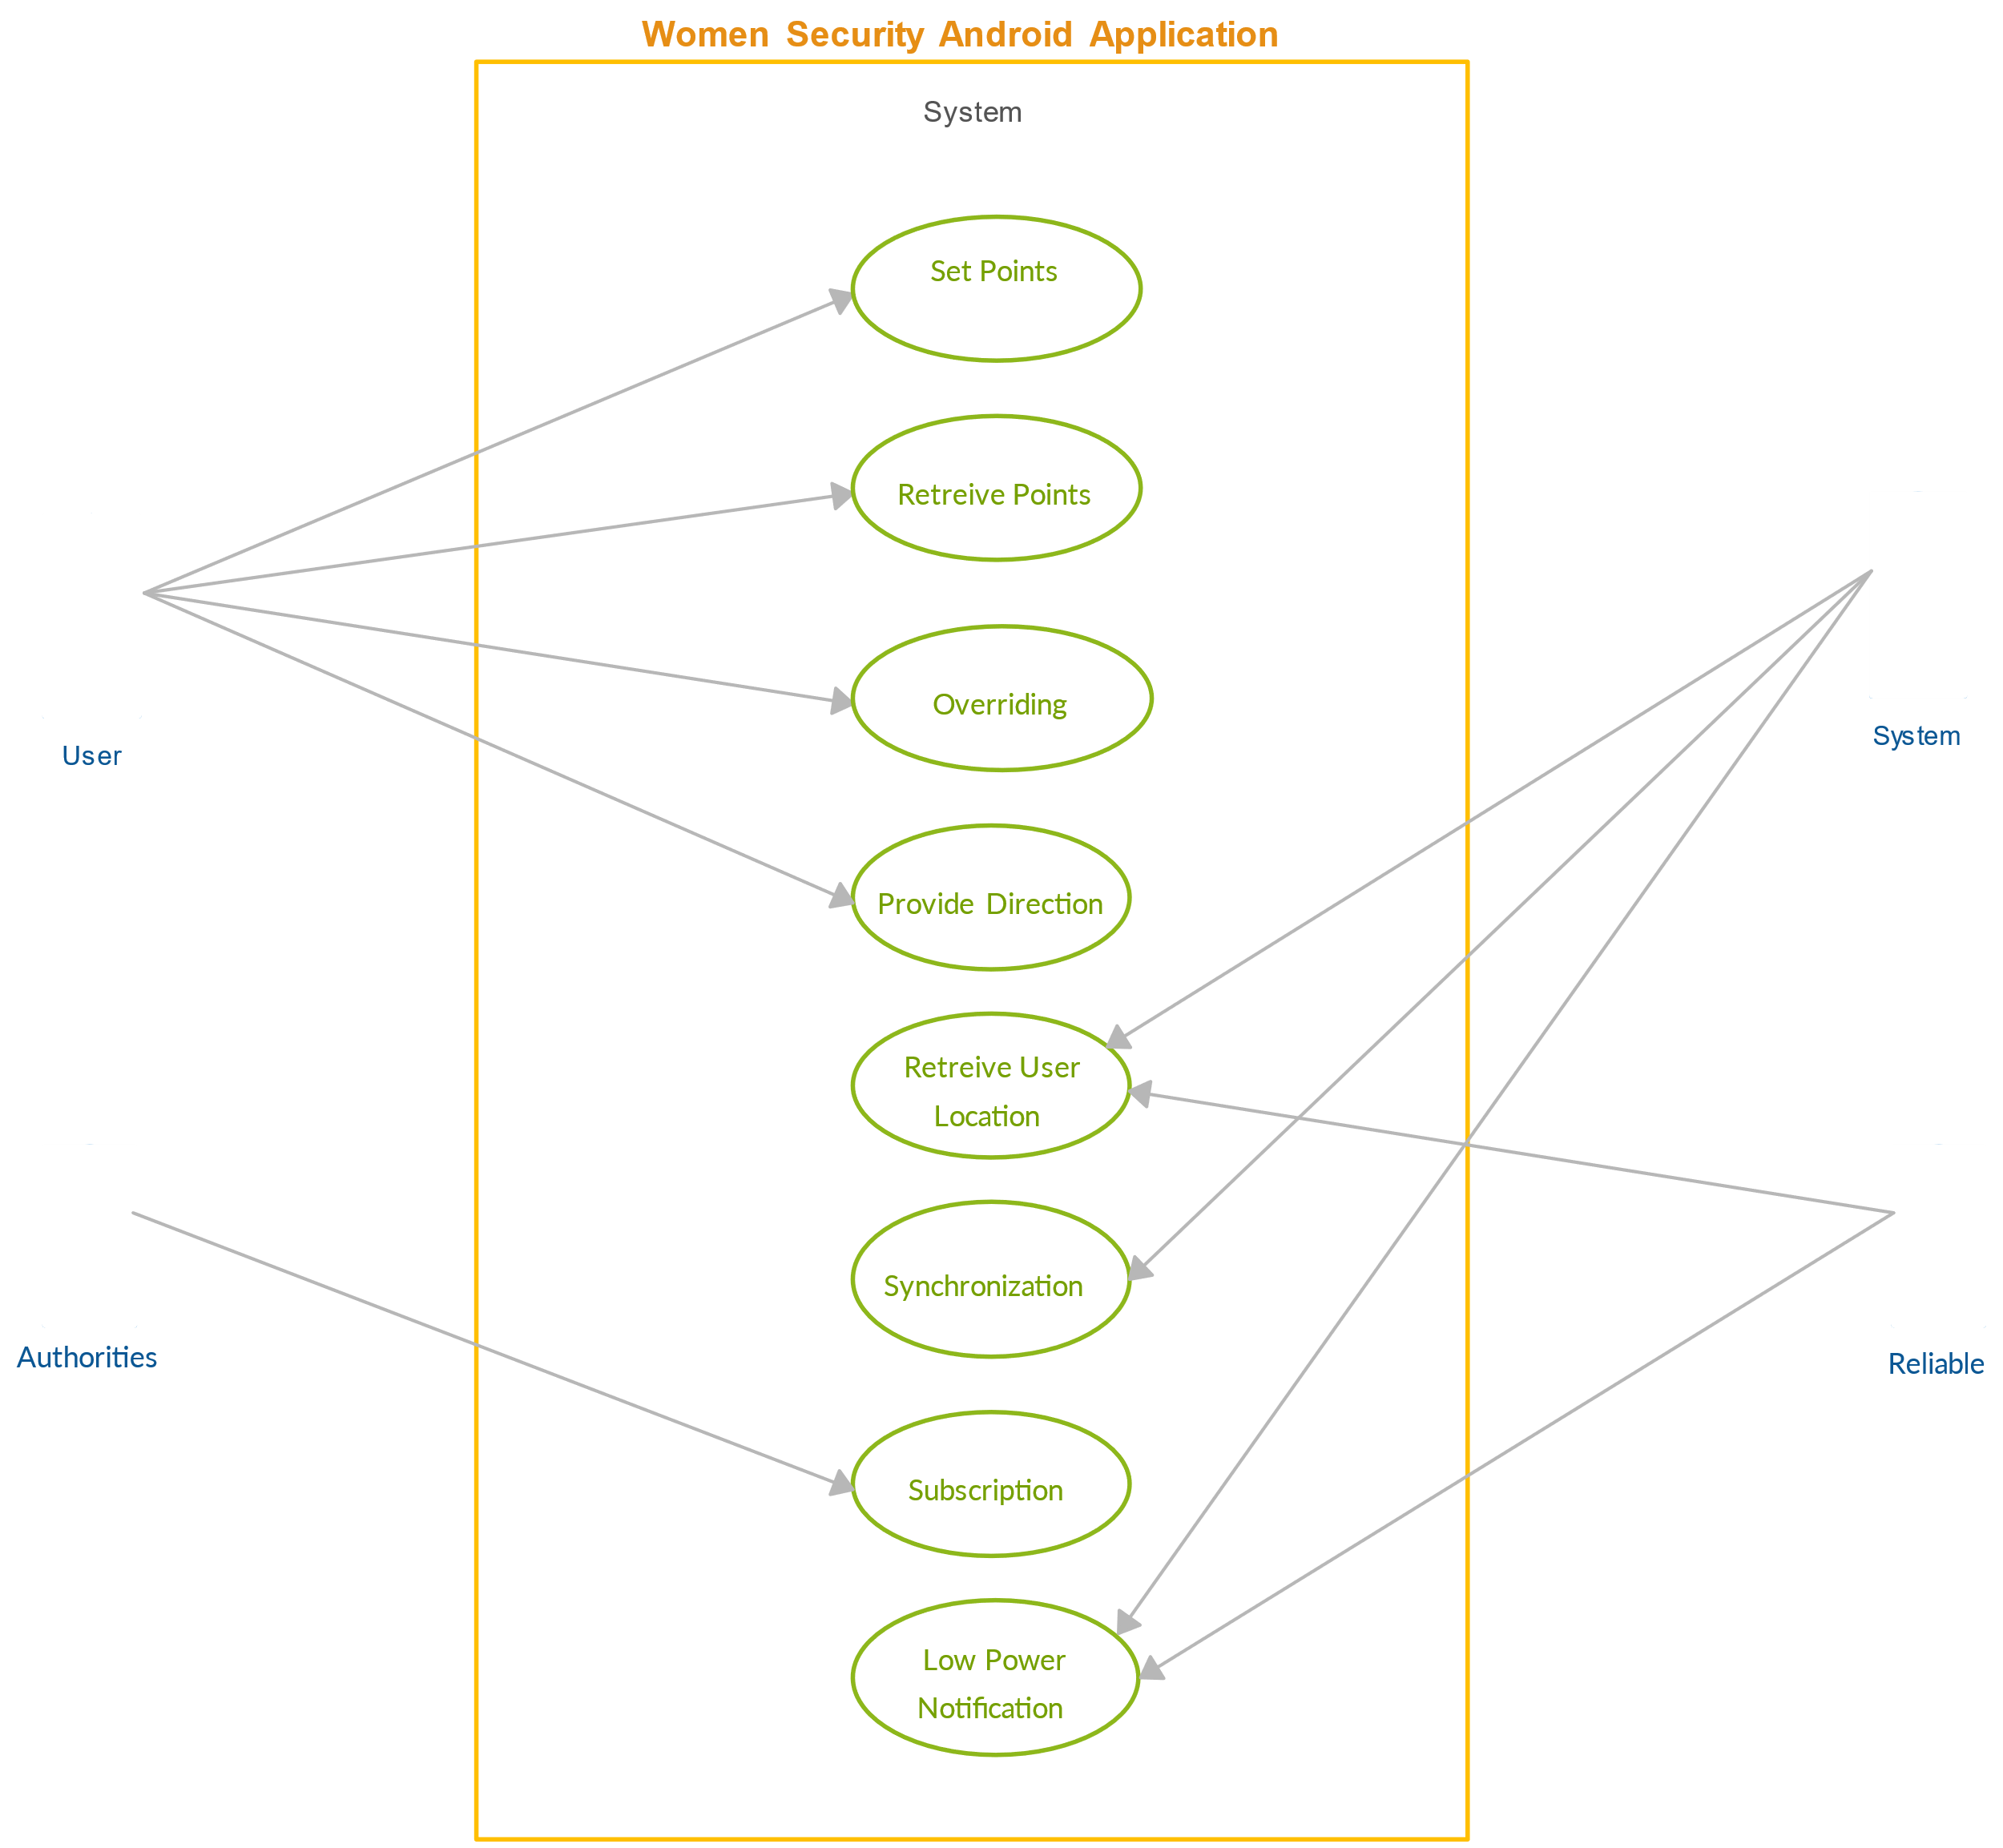 Women Security Android Application
System
Set Points
Retreive Points
Overriding
User
System
Provide Direction
Retreive User
Location
Synchronization
Authorities
Reliable
Subscription
Low Power
Notification